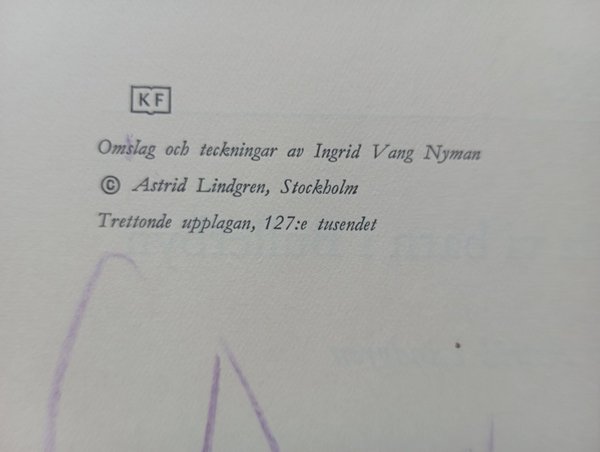 KF
Omslag och teckningar av Ingrid Vang Nyman
© Astrid Lindgren, Stockholm
Trettonde upplagan, 127:e tusendet